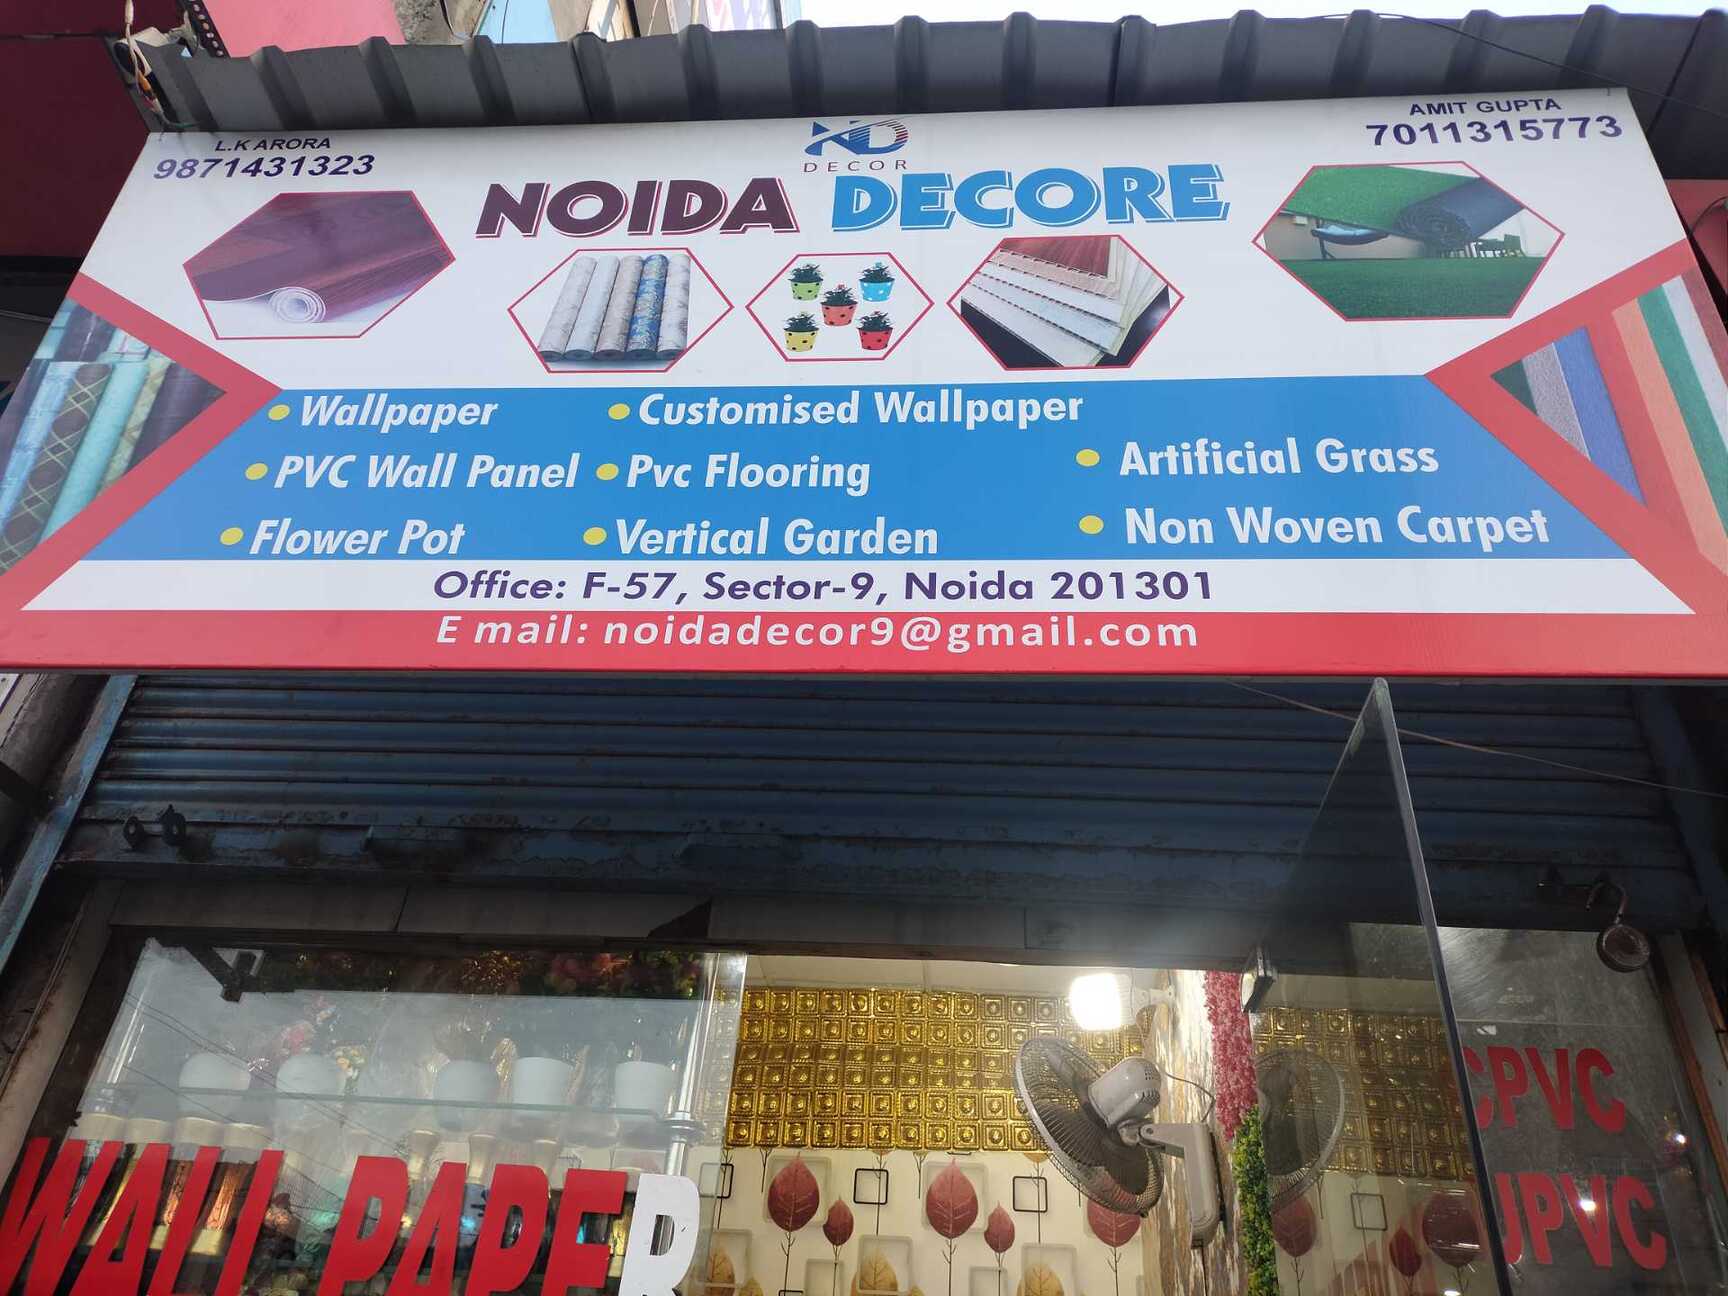 L.K ARORA
9871431323
ND
DECOR
AMIT GUPTA
7011315773
NOIDA DECORE
Wallpaper
Customised Wallpaper
PVC Wall Panel
Pvc Flooring
Artificial Grass
Flower Pot
Vertical Garden
Non Woven Carpet
Office: F-57, Sector-9, Noida 201301
E mail: noidadecor9@gmail.com
WALL PAPER
CPVC
UPVC